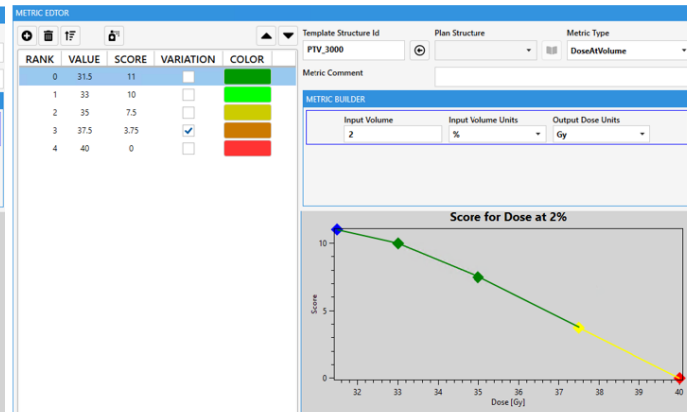 METRIC EDITOR
RANK VALUE SCORE VARIATION COLOR
0 31.5 11
1 33 10
2 35 7.5
3 37.5 3.75
4 40 0
Template Structure Id Plan Structure Metric Type
PTV_3000 DoseAtVolume
Metric Comment
METRIC BUILDER
Input Volume Input Volume Units Output Dose Units
2 % Gy
Score for Dose at 2%
10
5
0
Score
32 33 34 35 36 37 38 39 40
Dose [Gy]